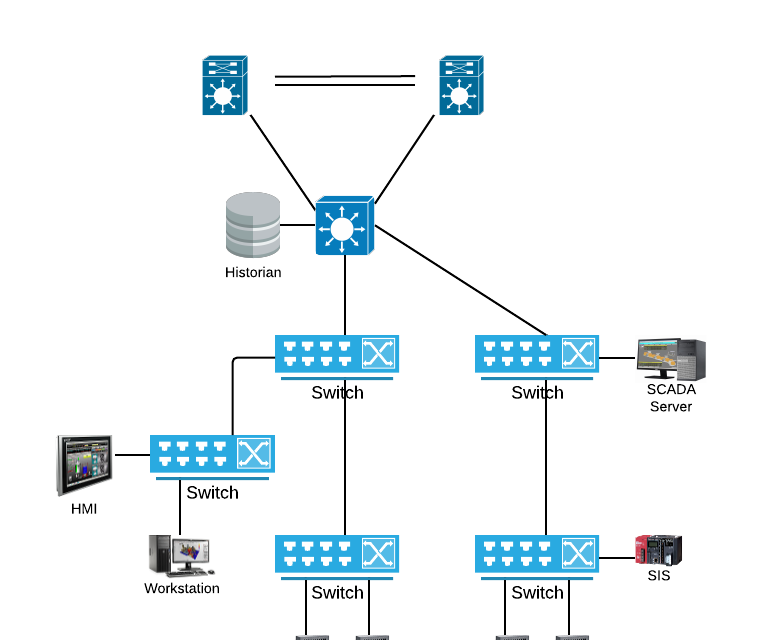 Historian
Switch
Switch
SCADA
Server
HMI
Switch
Workstation
Switch
Switch
SIS